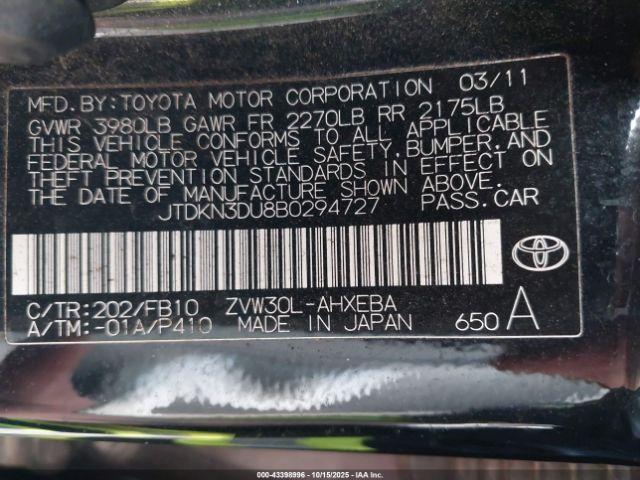 MFD.BY:TOYOTA MOTOR CORPORATION 03/11
GVWR 3980LB GAWR FR 2270LB RR 2175LB
THIS VEHICLE CONFORMS TO ALL APPLICABLE
FEDERAL MOTOR VEHICLE SAFETY,BUMPER,AND
THEFT PREVENTION STANDARDS IN EFFECT ON
THE DATE OF MANUFACTURE SHOWN ABOVE.
JTDKN3DU8B0294727 PASS.CAR
C/TR:202/FB10 ZVW30L-AHXEBA
A/TM:-01A/P410 MADE IN JAPAN 650 A
000-43398996 10/15/2025 IAA Inc.